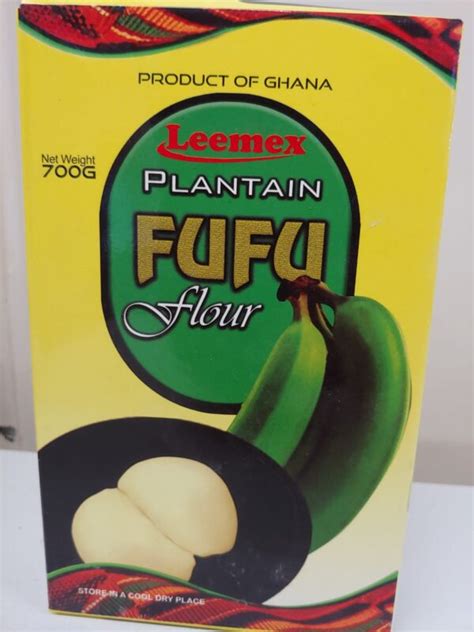 PRODUCT OF GHANA
Leemex
Net Weight
700G
PLANTAIN
FUFU
flour
STORE IN A COOL DRY PLACE